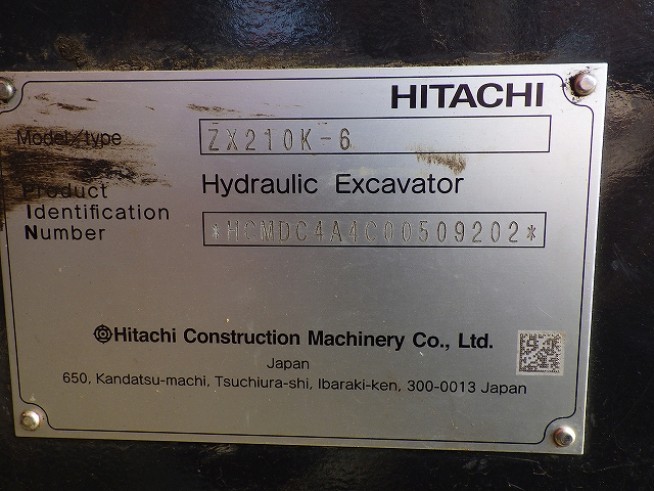 HITACHI
Model/type ZX210K-6
Product Hydraulic Excavator
Identification
Number *HCMDC4A4C00509202*
Hitachi Construction Machinery Co., Ltd.
Japan
650, Kandatsu-machi, Tsuchiura-shi, Ibaraki-ken, 300-0013 Japan